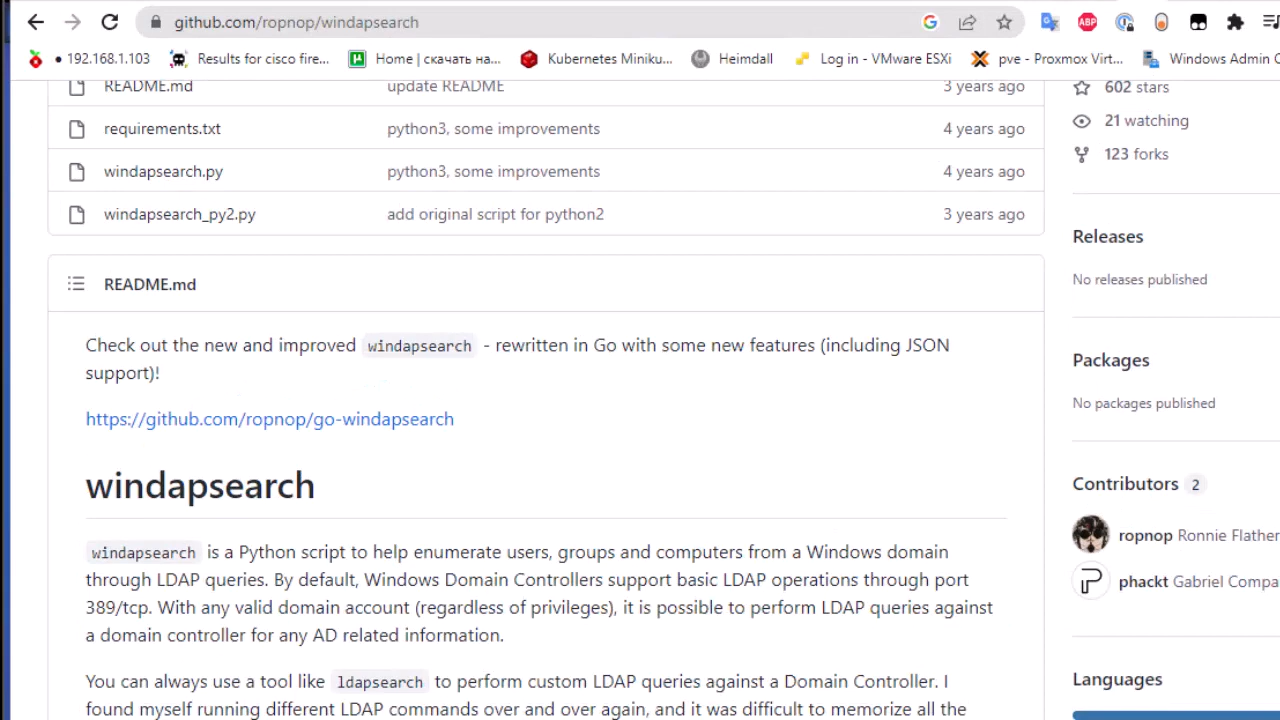 github.com/ropnop/windapsearch
192.168.1.103 Results for cisco fire... Home | скачать на... Kubernetes Miniku... Heimdall Log in - VMware ESXi pve - Proxmox Virt... Windows Admin C
README.md update README 3 years ago
602 stars
requirements.txt python3, some improvements 4 years ago
21 watching
123 forks
windapsearch.py python3, some improvements 4 years ago
windapsearch_py2.py add original script for python2 3 years ago
Releases
No releases published
README.md
Check out the new and improved windapsearch - rewritten in Go with some new features (including JSON
support)!
https://github.com/ropnop/go-windapsearch
Packages
No packages published
windapsearch
Contributors 2
ropnop Ronnie Flather
phackt Gabriel Compa
windapsearch is a Python script to help enumerate users, groups and computers from a Windows domain
through LDAP queries. By default, Windows Domain Controllers support basic LDAP operations through port
389/tcp. With any valid domain account (regardless of privileges), it is possible to perform LDAP queries against
a domain controller for any AD related information.
You can always use a tool like ldapsearch to perform custom LDAP queries against a Domain Controller. I
found myself running different LDAP commands over and over again, and it was difficult to memorize all the
Languages